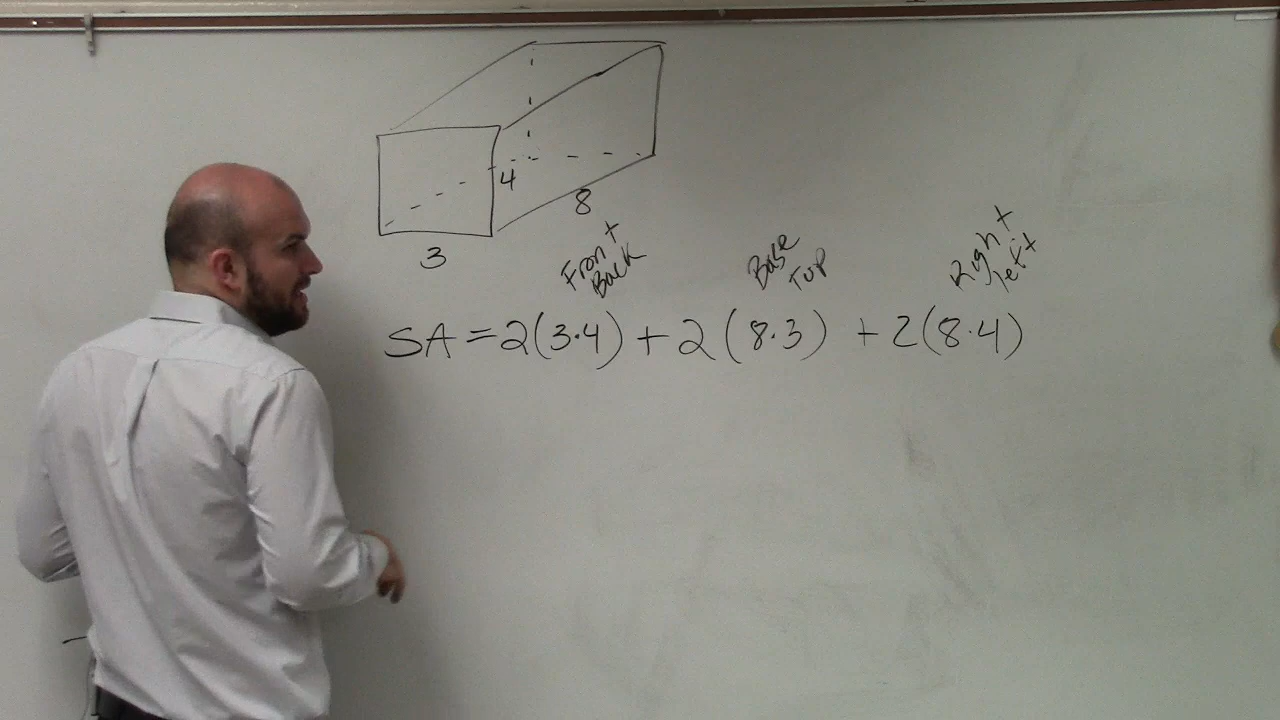 4
8
3
Front
Back
Base
Top
Right
left
SA = 2(3·4) + 2(8·3) + 2(8·4)